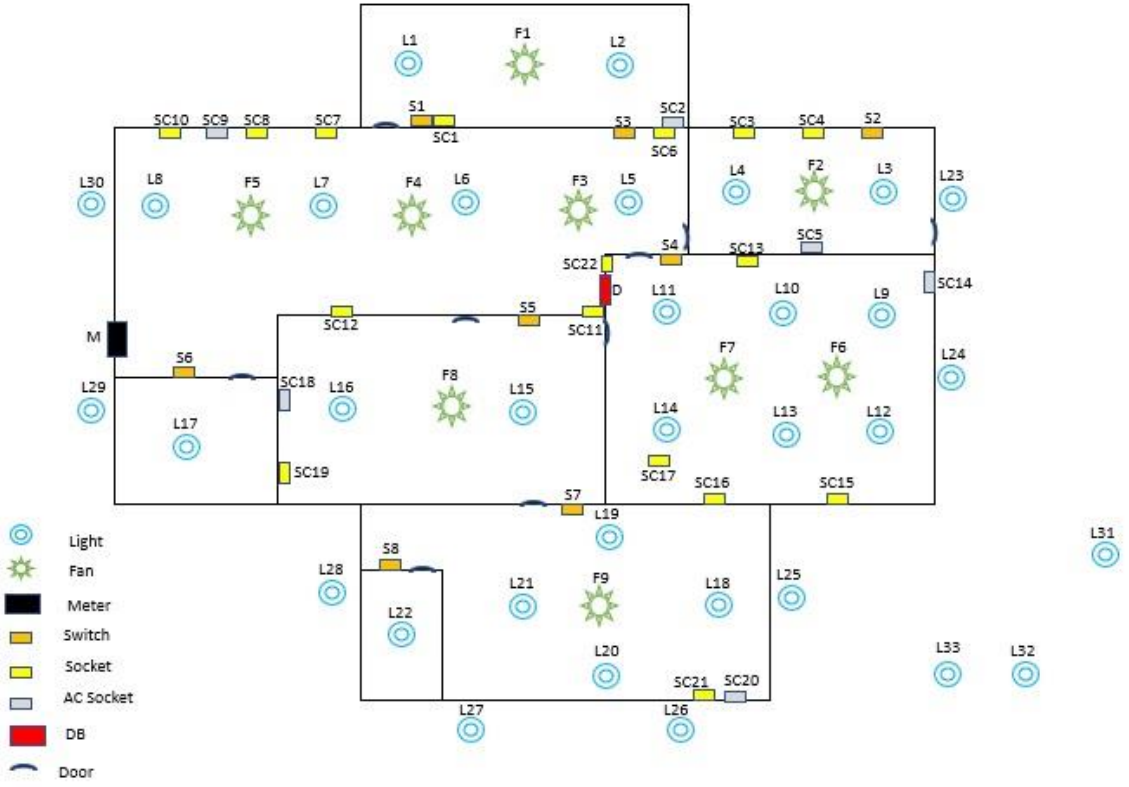 L1
F1
L2
SC10
SC9
SC8
SC7
S1
SC1
S3
SC2
SC6
SC3
SC4
S2
L30
L8
F5
L7
F4
L6
F3
L5
L4
F2
L3
L23
SC22
S4
SC13
SC5
SC14
D
L11
L10
L9
M
SC12
S5
SC11
S6
L29
SC18
L16
F8
L15
F7
F6
L24
L17
L14
L13
L12
SC19
SC17
SC16
SC15
S7
L19
L31
Light
Fan
Meter
Switch
Socket
AC Socket
DB
Door
S8
L28
L22
L21
F9
L18
L25
L20
L33
L32
SC21
SC20
L27
L26